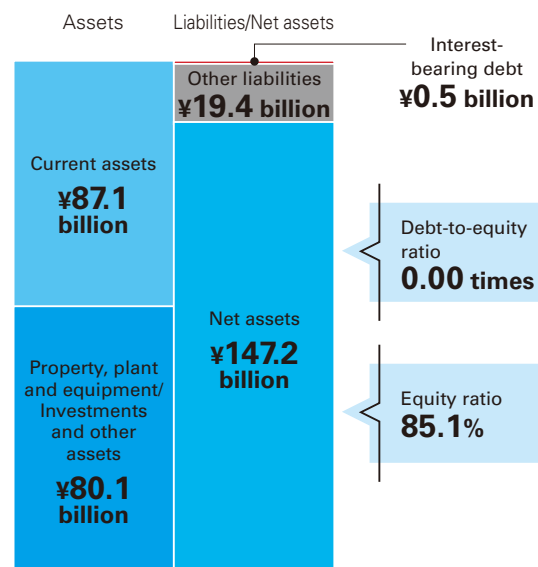 Assets
Liabilities/Net assets
Interest-
bearing debt
¥0.5 billion
Other liabilities
¥19.4 billion
Current assets
¥87.1
billion
Debt-to-equity
ratio
0.00 times
Net assets
¥147.2
billion
Property, plant
and equipment/
Investments
and other
assets
¥80.1
billion
Equity ratio
85.1%